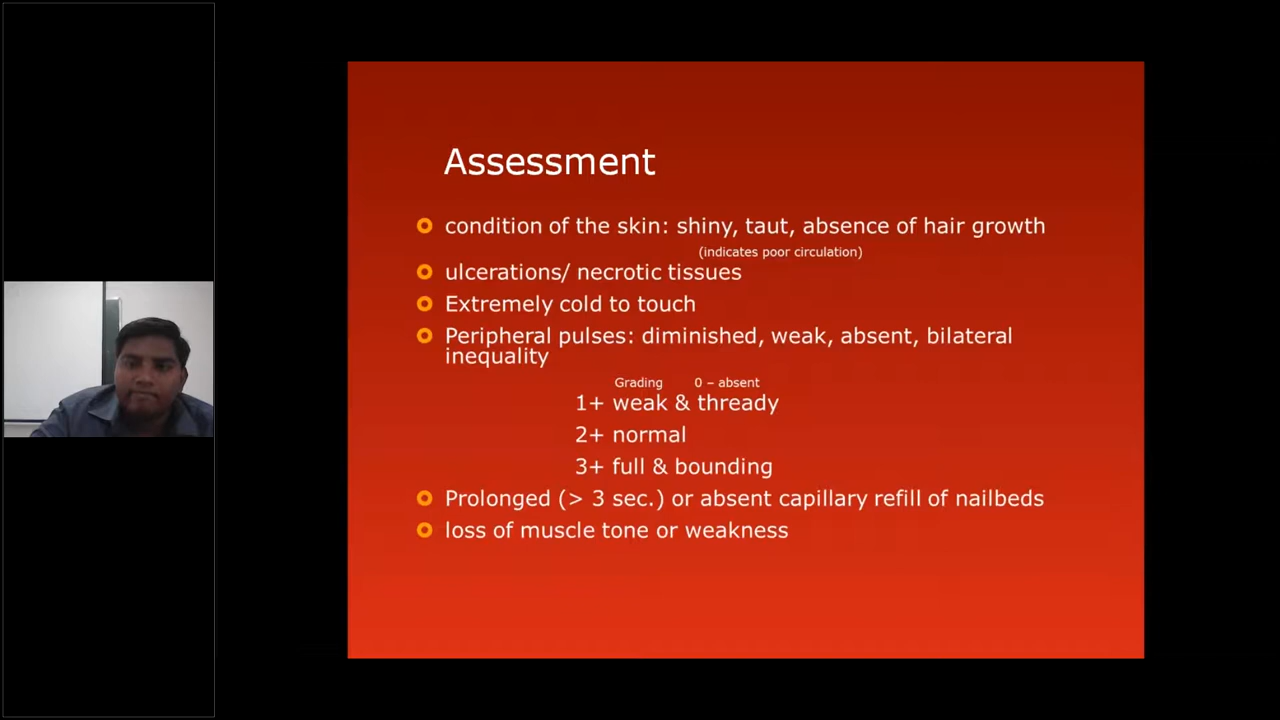 Assessment
condition of the skin: shiny, taut, absence of hair growth
(indicates poor circulation)
ulcerations/ necrotic tissues
Extremely cold to touch
Peripheral pulses: diminished, weak, absent, bilateral
inequality
Grading 0 – absent
1+ weak & thready
2+ normal
3+ full & bounding
Prolonged (> 3 sec.) or absent capillary refill of nailbeds
loss of muscle tone or weakness